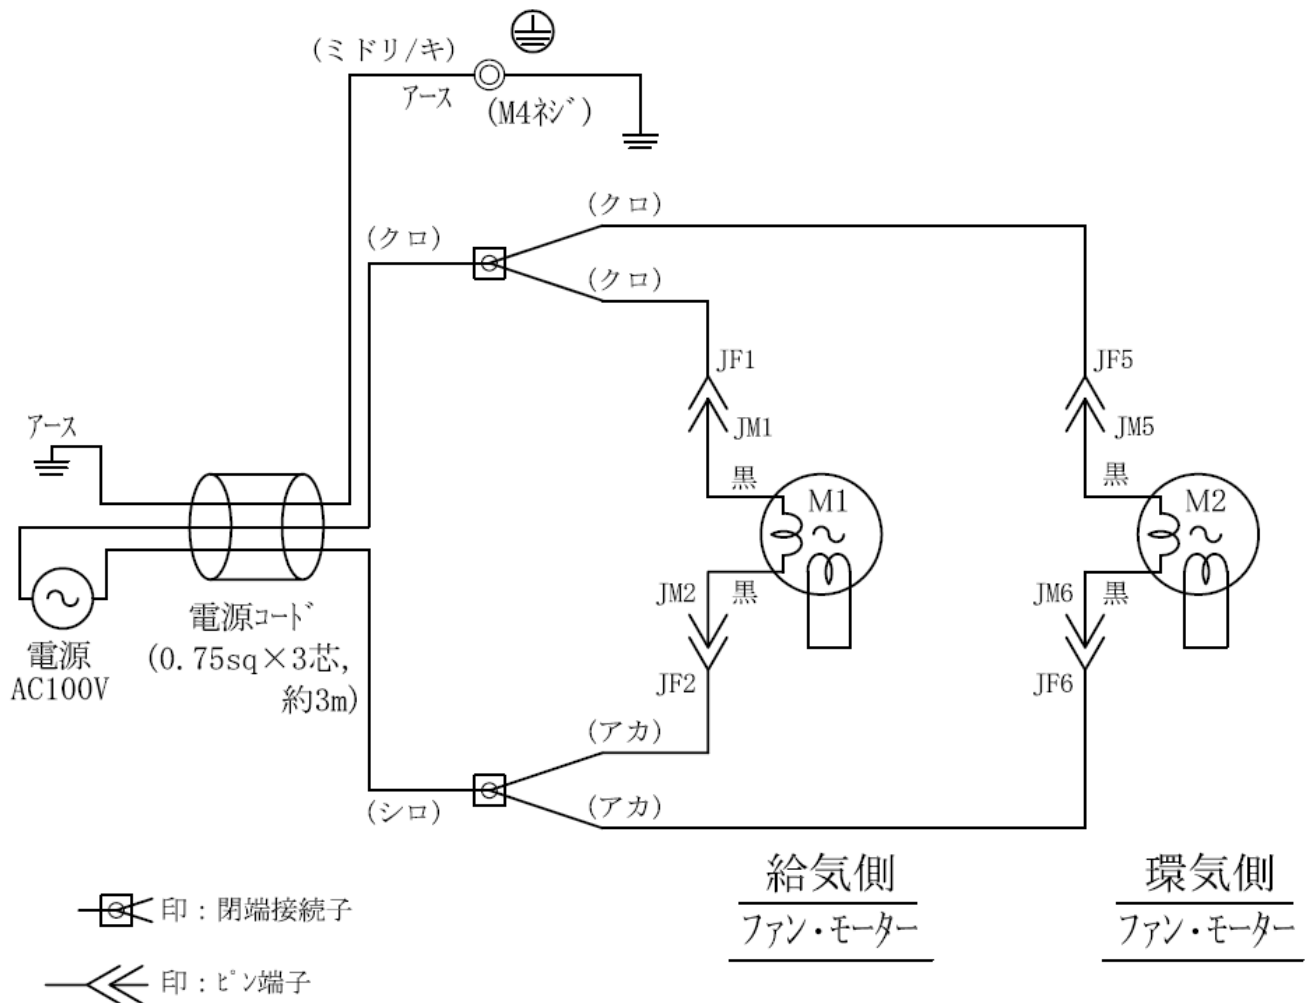 (ミドリ/キ)
アース
(M4ネジ)
(クロ)
(クロ)
(クロ)
JF1
JM1
JF5
JM5
アース
黒
M1
黒
M2
JM2
黒
JM6
黒
電源コード
(0.75sq×3芯,
約3m)
電源
AC100V
JF2
JF6
(アカ)
(アカ)
(シロ)
給気側
ファン・モーター
環気側
ファン・モーター
印:閉端接続子
印:ピン端子